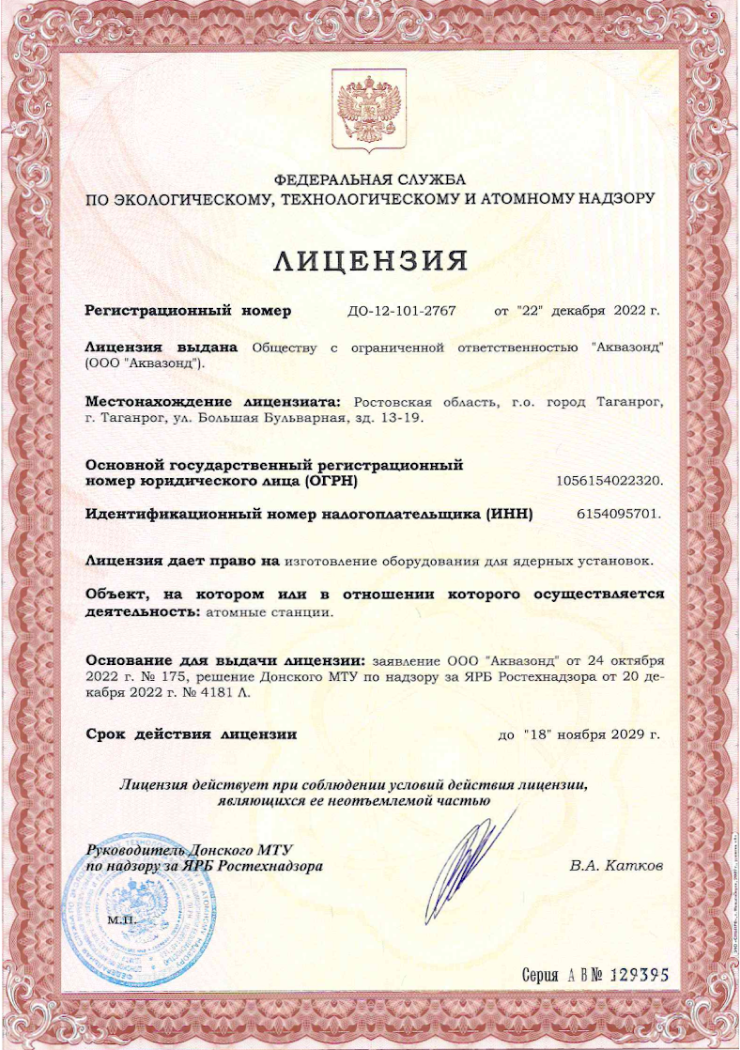 ФЕДЕРАЛЬНАЯ СЛУЖБА
ПО ЭКОЛОГИЧЕСКОМУ, ТЕХНОЛОГИЧЕСКОМУ И АТОМНОМУ НАДЗОРУ
ЛИЦЕНЗИЯ
Регистрационный номер ДО-12-101-2767 от "22" декабря 2022 г.
Лицензия выдана Обществу с ограниченной ответственностью "Аквазонд"
(ООО "Аквазонд").
Местонахождение лицензиата: Ростовская область, г.о. город Таганрог,
г. Таганрог, ул. Большая Бульварная, зд. 13-19.
Основной государственный регистрационный
номер юридического лица (ОГРН) 1056154022320.
Идентификационный номер налогоплательщика (ИНН) 6154095701.
Лицензия дает право на изготовление оборудования для ядерных установок.
Объект, на котором или в отношении которого осуществляется
деятельность: атомные станции.
Основание для выдачи лицензии: заявление ООО "Аквазонд" от 24 октября
2022 г. № 175, решение Донского МТУ по надзору за ЯРБ Ростехнадзора от 20 де-
кабря 2022 г. № 4181 Л.
Срок действия лицензии до "18" ноября 2029 г.
Лицензия действует при соблюдении условий действия лицензии,
являющихся ее неотъемлемой частью
Руководитель Донского МТУ
по надзору за ЯРБ Ростехнадзора В.А. Катков
М.П.
Серия А В № 129395